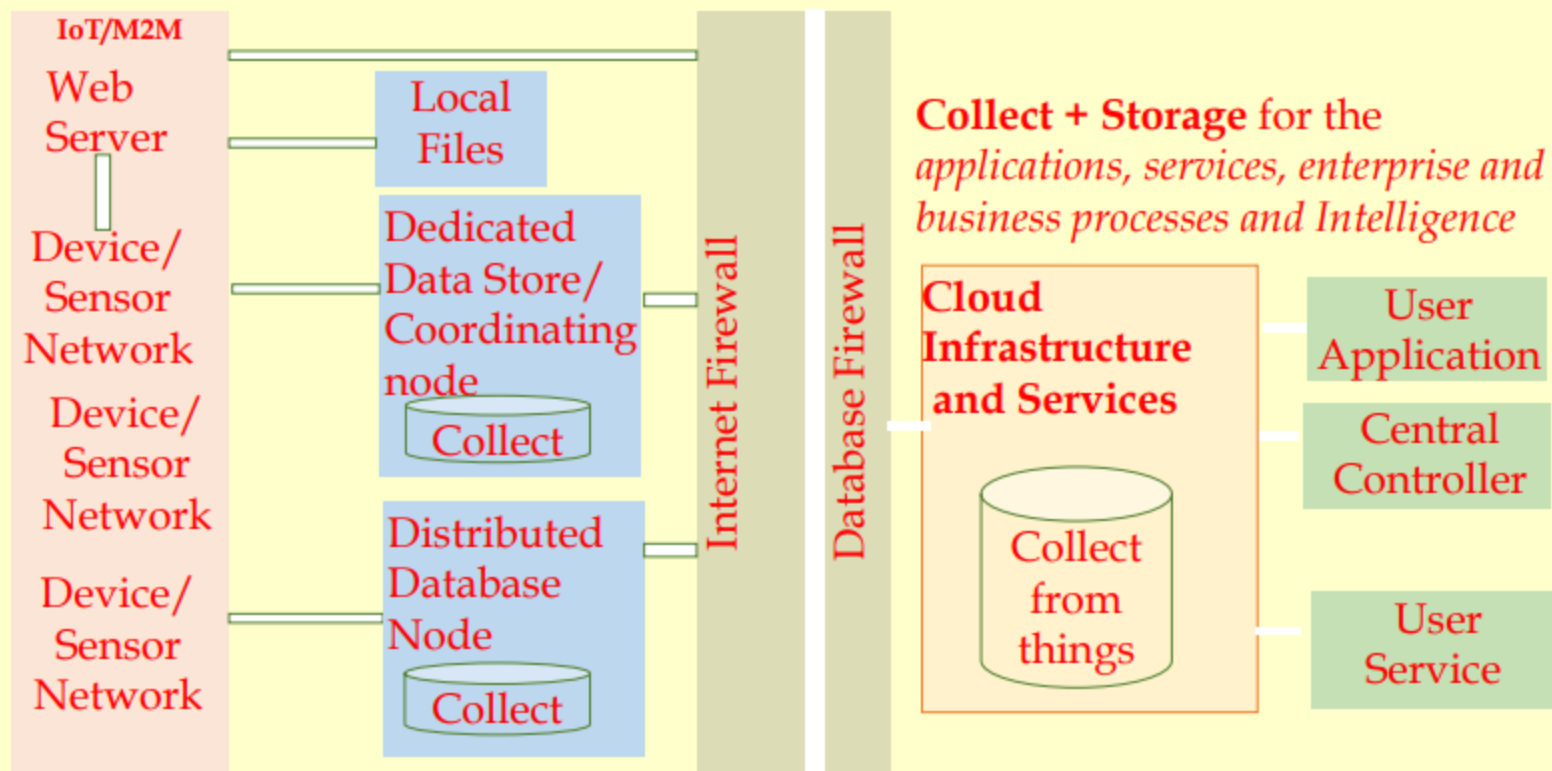 IoT/M2M
Web
Server
Device/
Sensor
Network
Device/
Sensor
Network
Device/
Sensor
Network
Local
Files
Dedicated
Data Store/
Coordinating
node
Collect
Distributed
Database
Node
Collect
Internet Firewall
Database Firewall
Collect + Storage for the
applications, services, enterprise and
business processes and Intelligence
Cloud
Infrastructure
and Services
Collect
from
things
User
Application
Central
Controller
User
Service